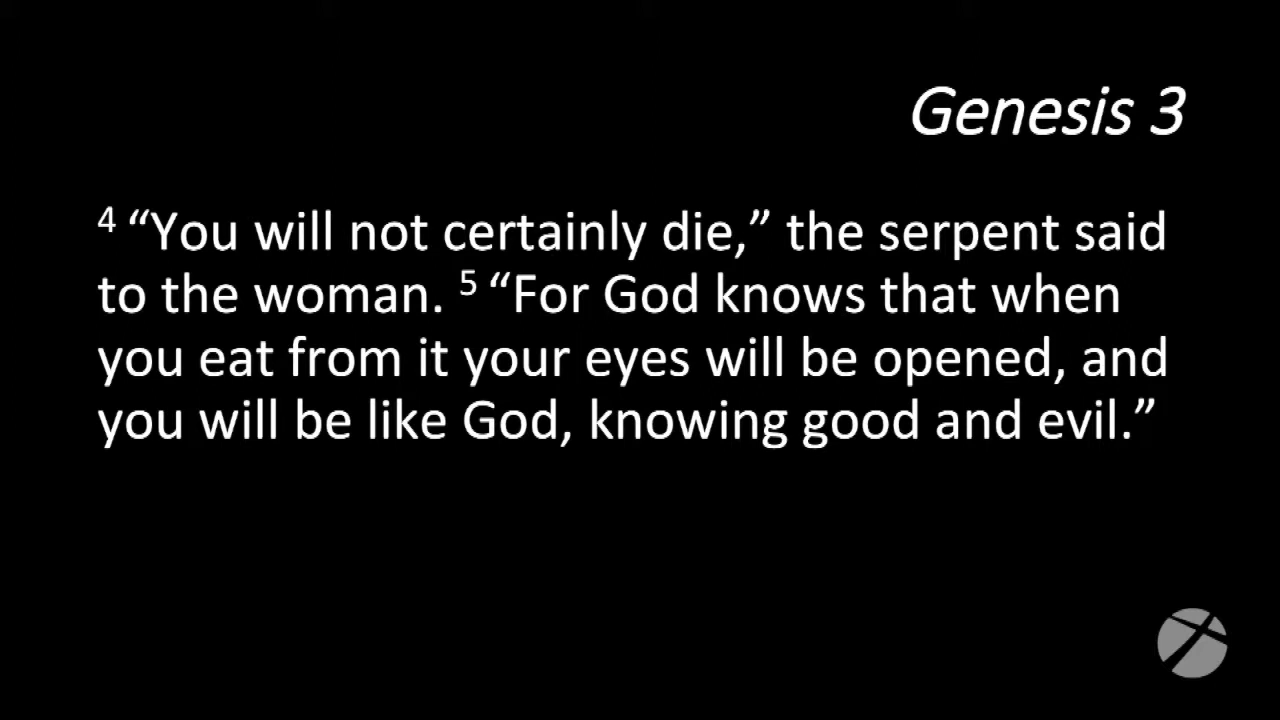 Genesis 3
4 “You will not certainly die,” the serpent said
to the woman. 5 “For God knows that when
you eat from it your eyes will be opened, and
you will be like God, knowing good and evil.”